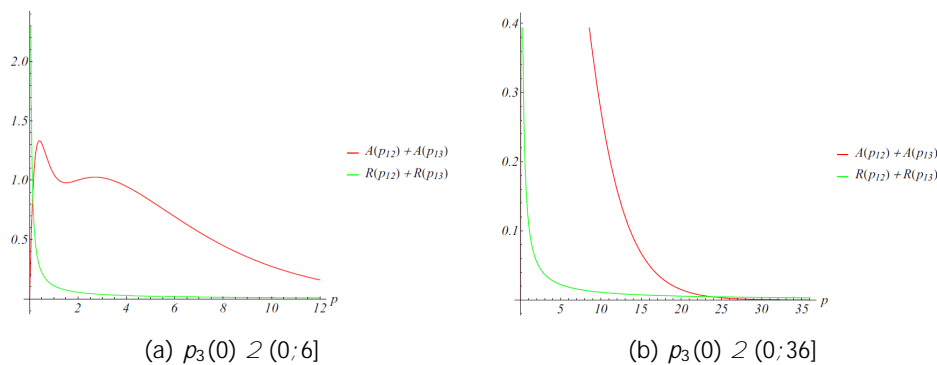 2.0
1.5
1.0
0.5
2 4 6 8 10 12 p
A(p12) + A(p13)
R(p12) + R(p13)
(a) p3(0) 2 (0;6]
0.4
0.3
0.2
0.1
5 10 15 20 25 30 35 p
A(p12) + A(p13)
R(p12) + R(p13)
(b) p3(0) 2 (0;36]